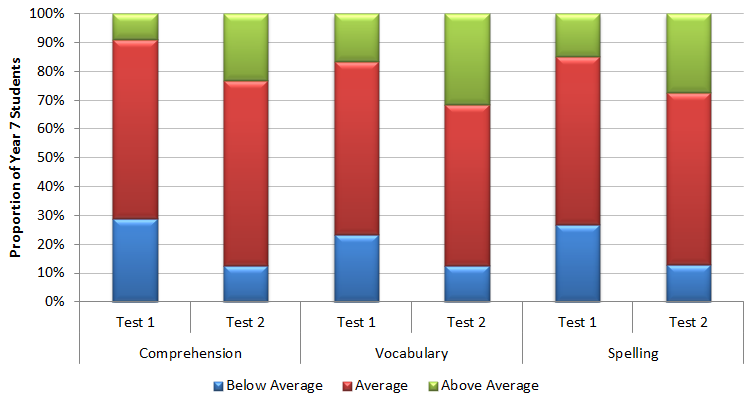 100%
90%
80%
70%
60%
50%
40%
30%
20%
10%
0%
Proportion of Year 7 Students
Test 1 Test 2 Test 1 Test 2 Test 1 Test 2
Comprehension Vocabulary Spelling
Below Average Average Above Average